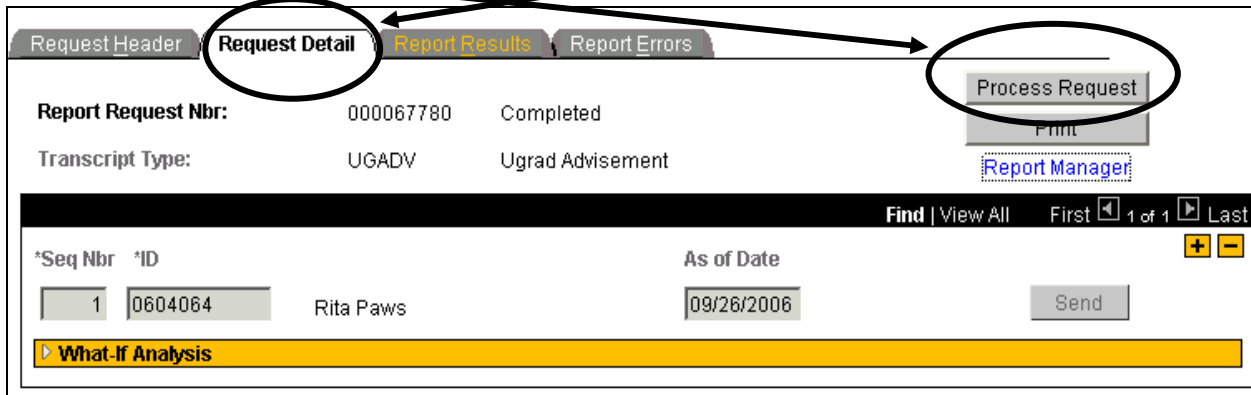 Request Header Request Detail Report Results Report Errors
Process Request
Report Request Nbr: 000067780 Completed
Print
Transcript Type: UGADV Ugrad Advisement
Report Manager
Find | View All First 1 of 1 Last
*Seq Nbr *ID As of Date
1 0604064 Rita Paws 09/26/2006 Send
What-If Analysis